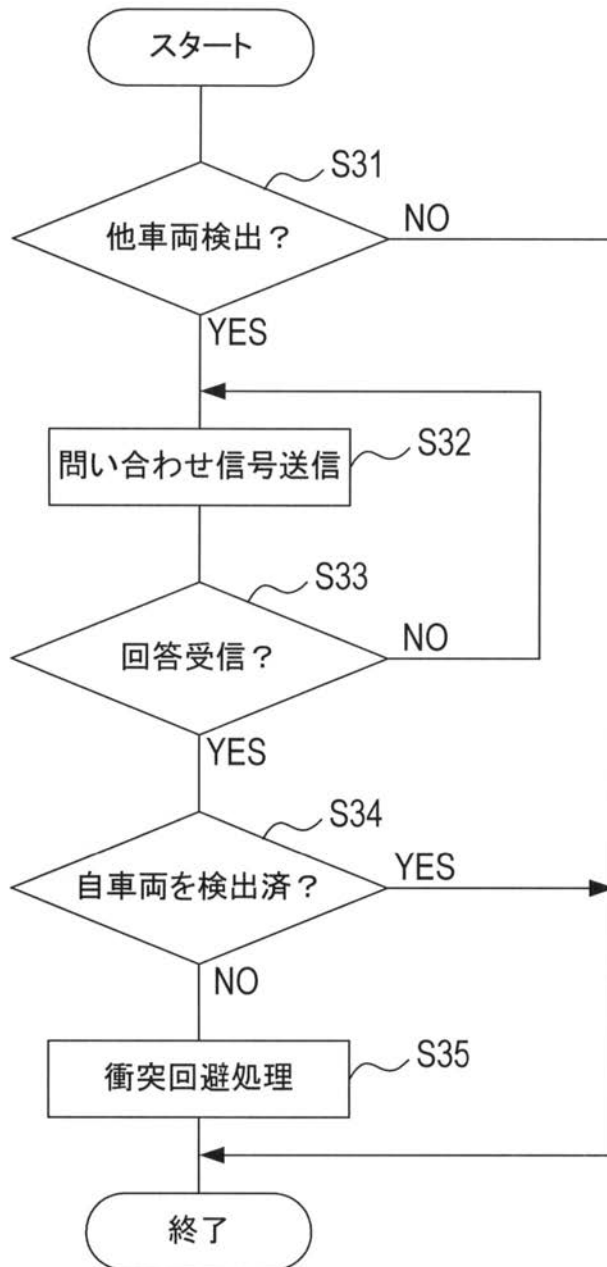 スタート
S31
他車両検出？
NO
YES
問い合わせ信号送信
S32
S33
回答受信？
NO
YES
S34
自車両を検出済？
YES
NO
衝突回避処理
S35
終了